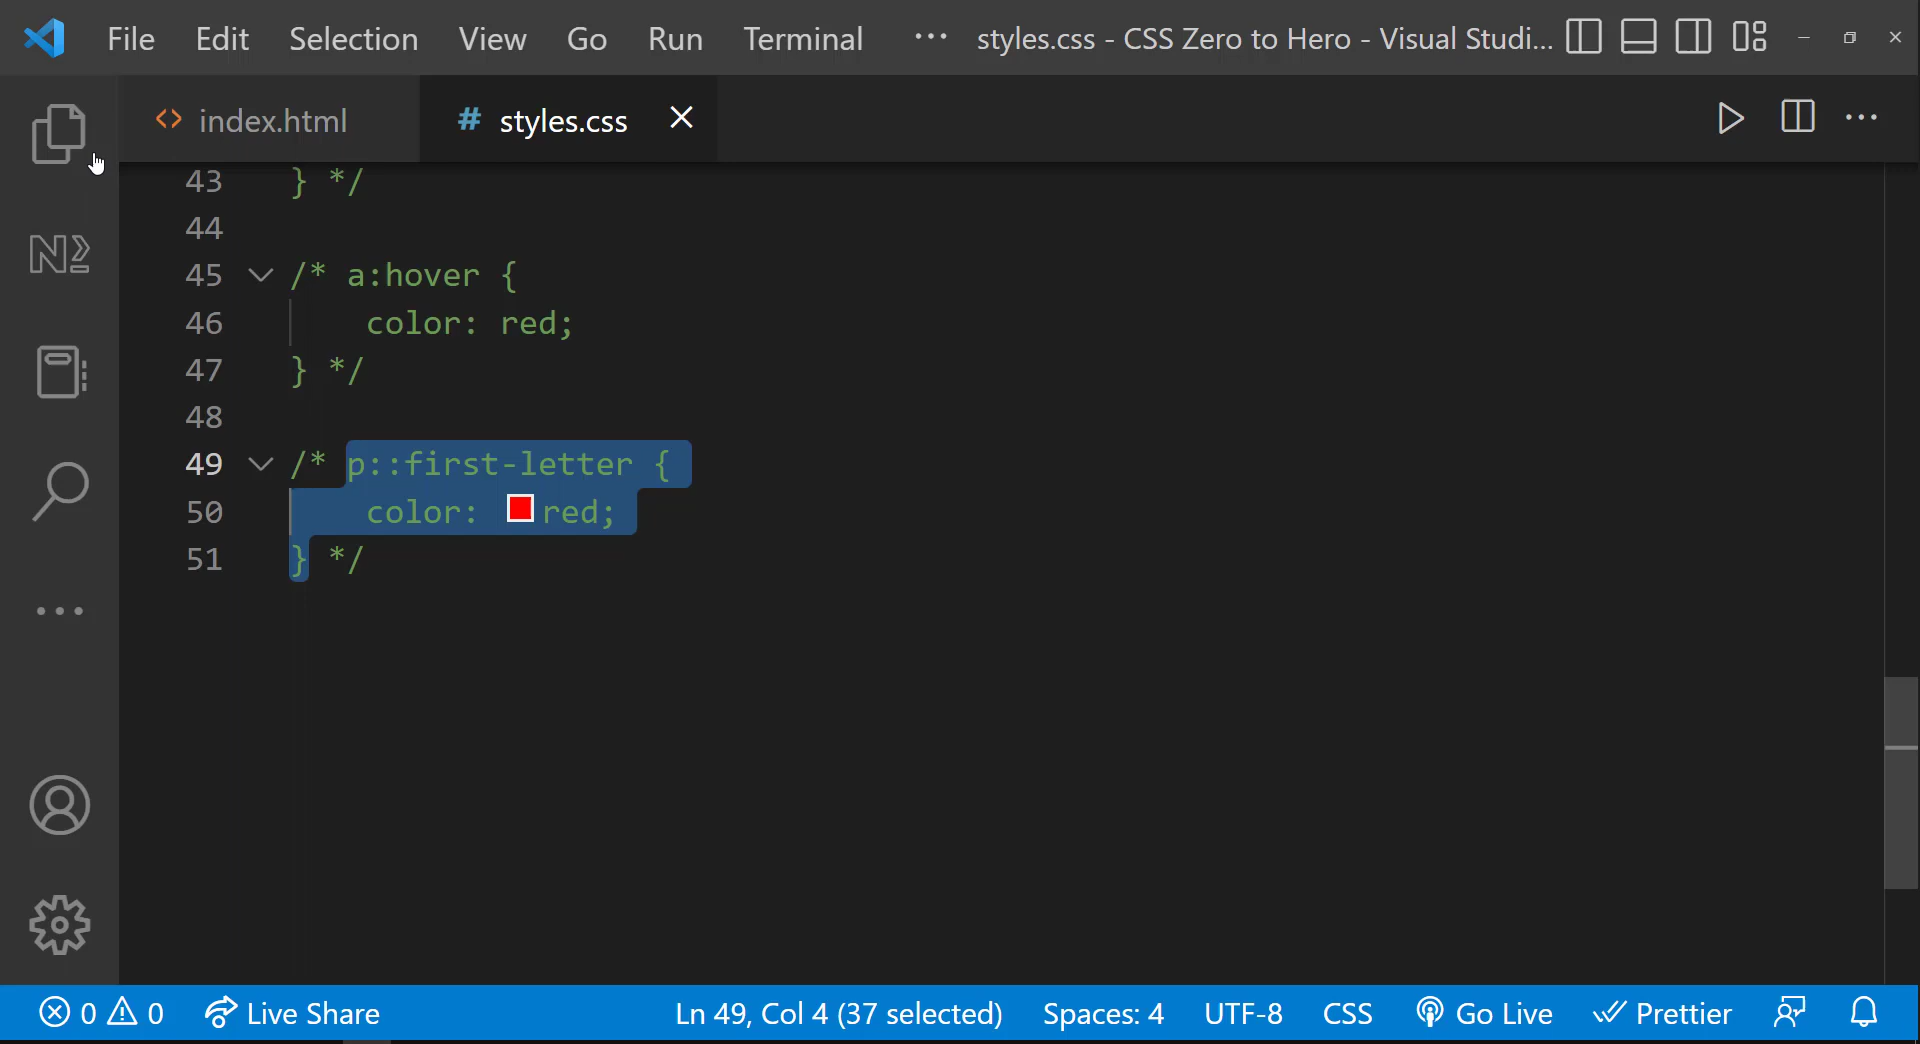 File Edit Selection View Go Run Terminal ... styles.css - CSS Zero to Hero - Visual Studi...
index.html # styles.css
43 } */
44
45 /* a:hover {
46 color: red;
47 } */
48
49 /* p::first-letter {
50 color: red;
51 } */
0 0 Live Share Ln 49, Col 4 (37 selected) Spaces: 4 UTF-8 CSS Go Live Prettier